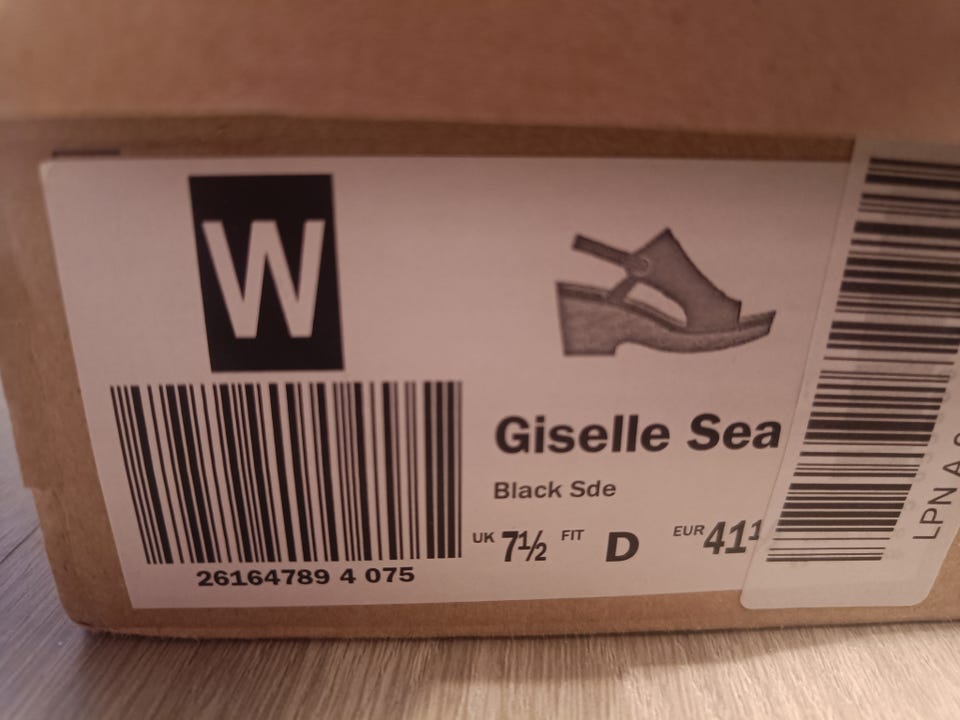 W
Giselle Sea
Black Sde
UK 7½ FIT D EUR 41
26164789 4 075
LPN